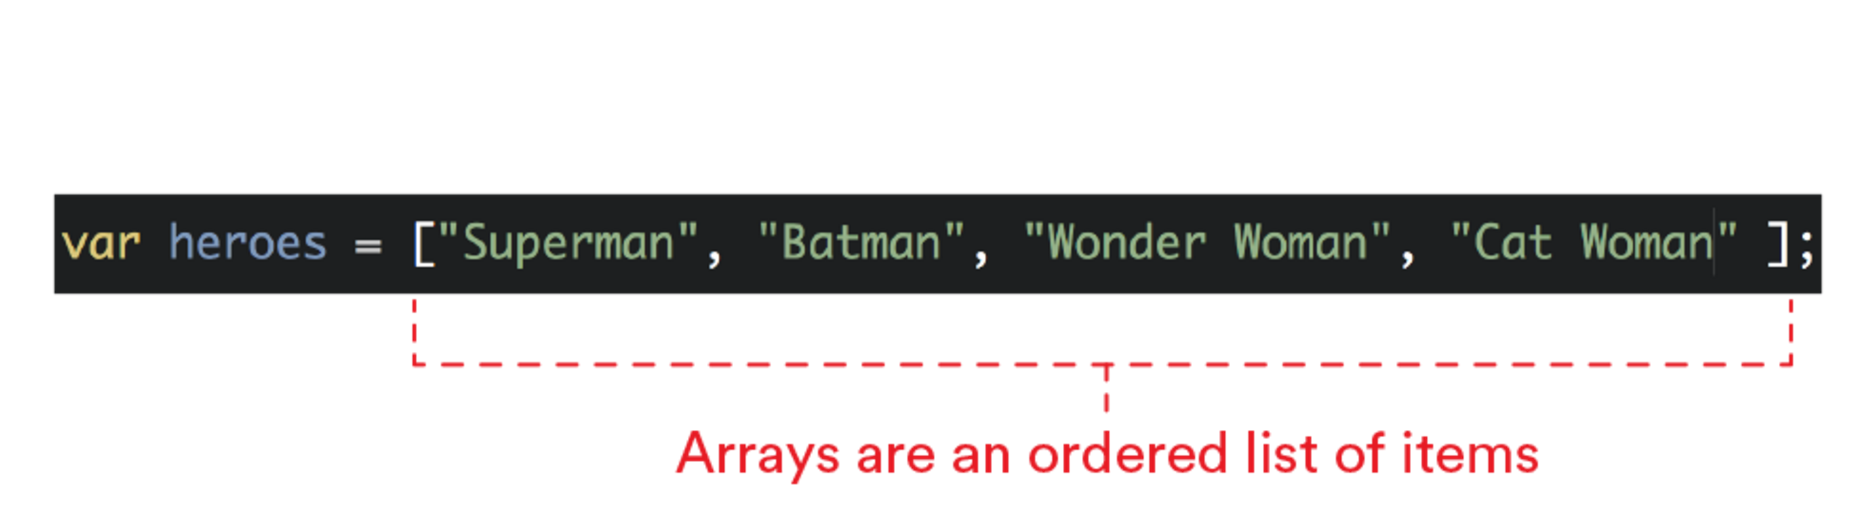 var heroes = ["Superman", "Batman", "Wonder Woman", "Cat Woman" ];
Arrays are an ordered list of items